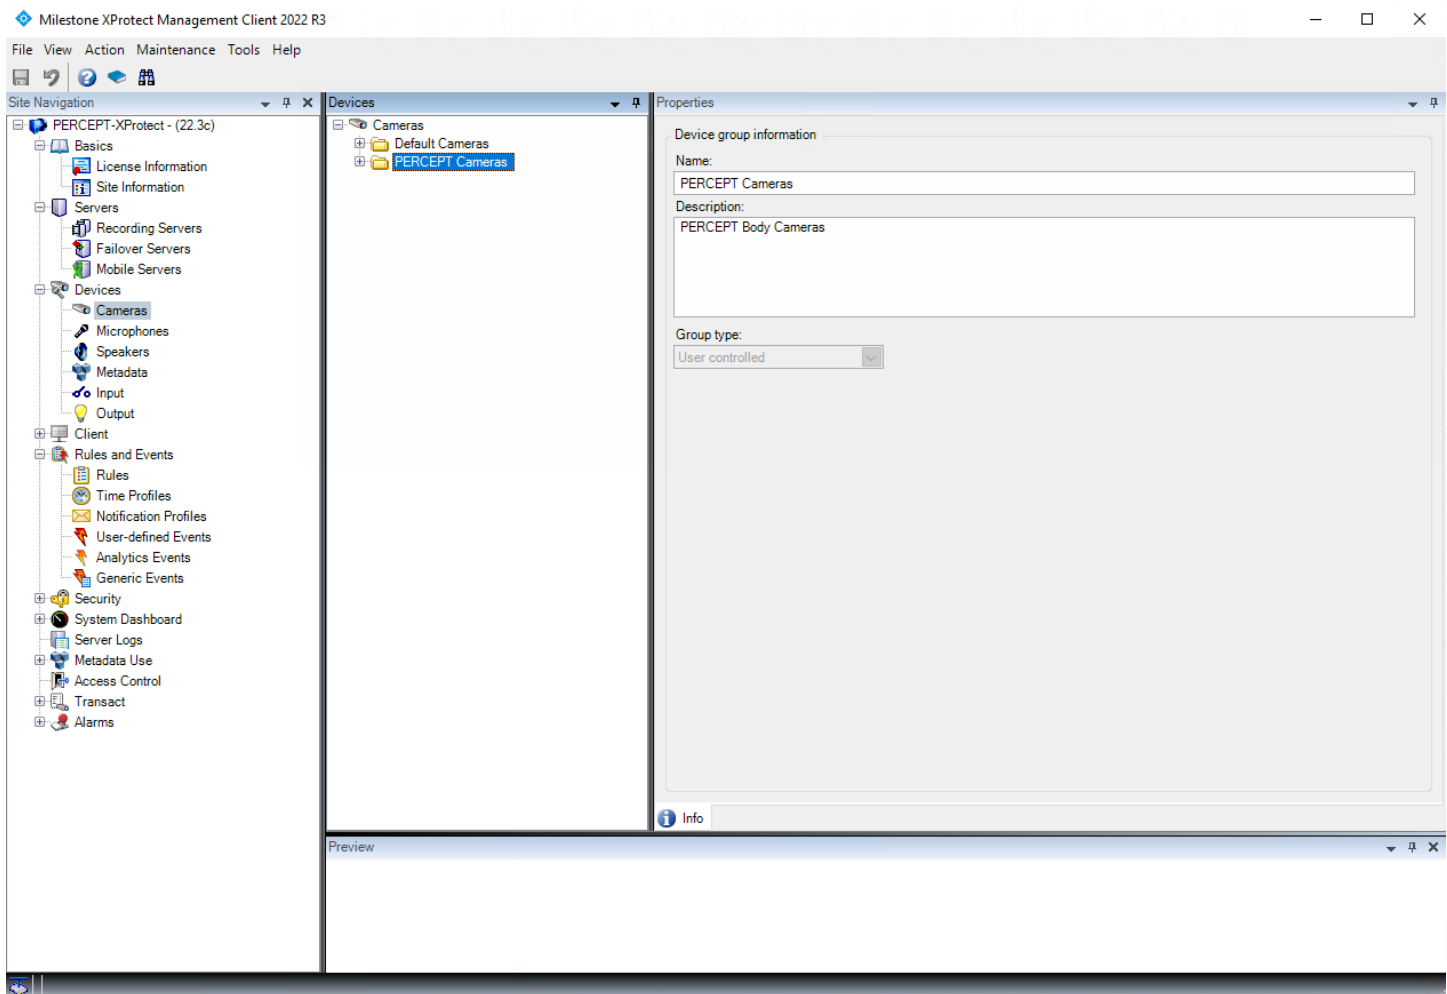 Milestone XProtect Management Client 2022 R3
File View Action Maintenance Tools Help
Site Navigation
PERCEPT-XProtect - (22.3c)
Basics
License Information
Site Information
Servers
Recording Servers
Failover Servers
Mobile Servers
Devices
Cameras
Microphones
Speakers
Metadata
Input
Output
Client
Rules and Events
Rules
Time Profiles
Notification Profiles
User-defined Events
Analytics Events
Generic Events
Security
System Dashboard
Server Logs
Metadata Use
Access Control
Transact
Alarms
Devices
Cameras
Default Cameras
PERCEPT Cameras
Properties
Device group information
Name:
PERCEPT Cameras
Description:
PERCEPT Body Cameras
Group type:
User controlled
Info
Preview